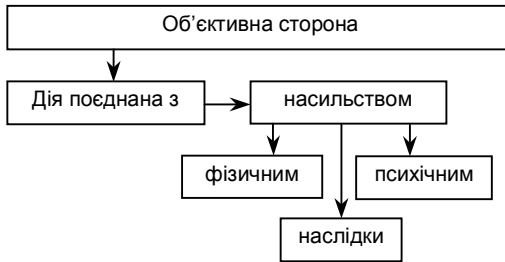 Об’єктивна сторона
Дія поєднана з
насильством
фізичним
психічним
наслідки